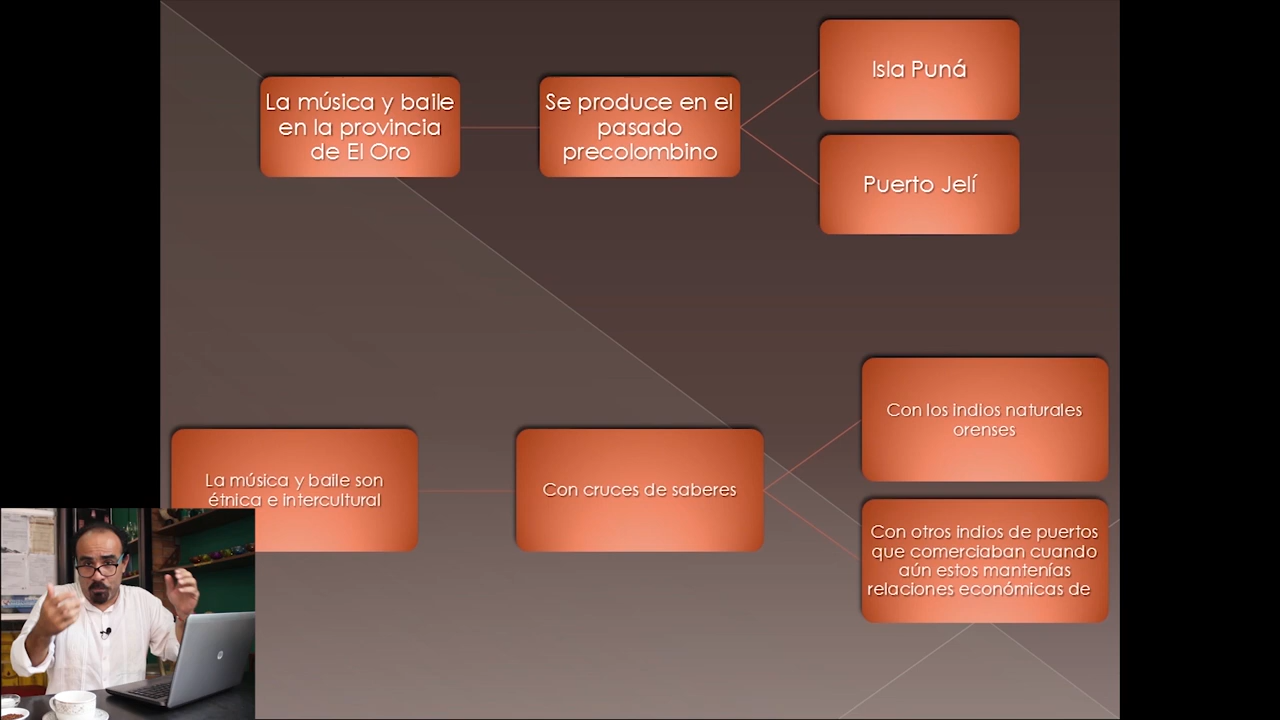 La música y baile
en la provincia
de El Oro
Se produce en el
pasado
precolombino
Isla Puná
Puerto Jelí
La música y baile son
étnica e intercultural
Con cruces de saberes
Con los indios naturales
orenses
Con otros indios de puertos
que comerciaban cuando
aún estos mantenías
relaciones económicas de